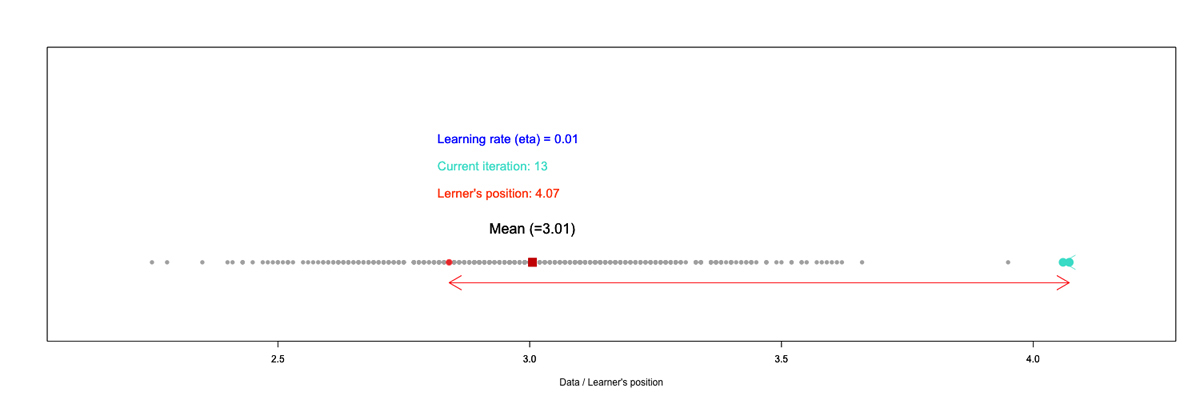 Learning rate (eta) = 0.01
Current iteration: 13
Lerner's position: 4.07
Mean (=3.01)
2.5 3.0 3.5 4.0
Data / Learner's position